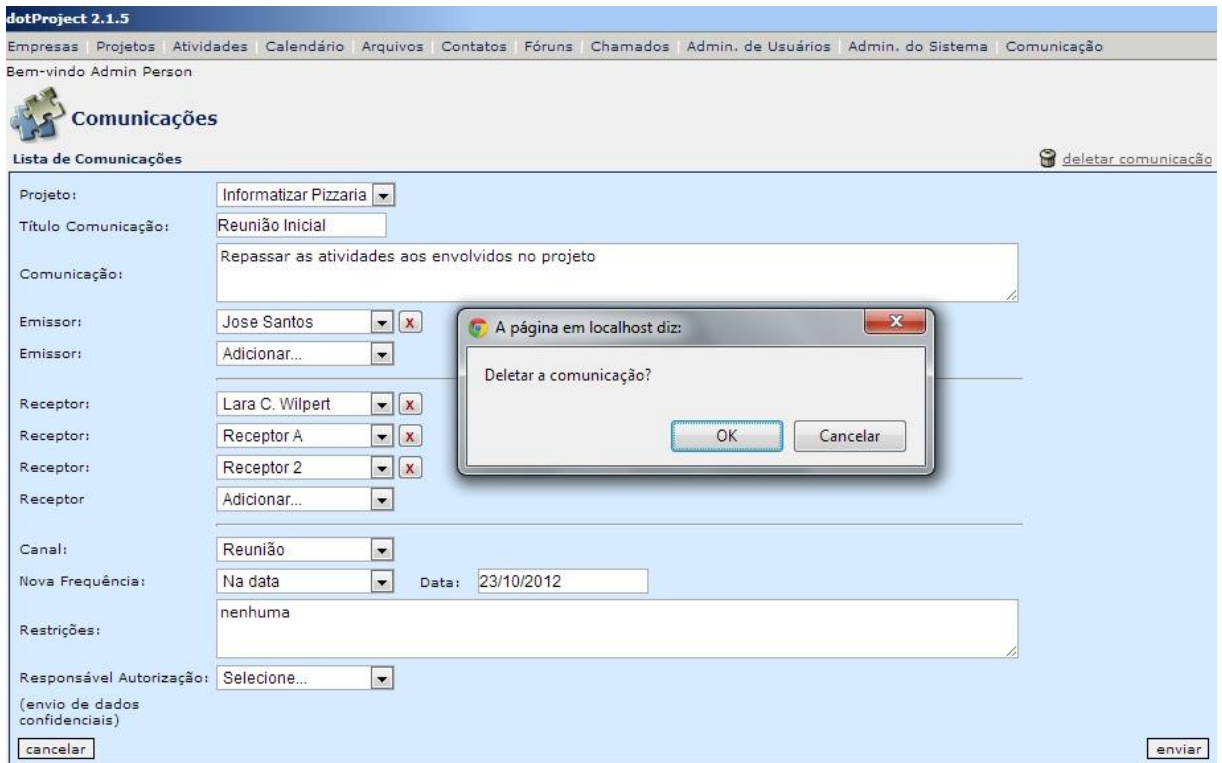 dotProject 2.1.5
Empresas Projetos Atividades Calendário Arquivos Contatos Fóruns Chamados Admin. de Usuários Admin. do Sistema Comunicação
Bem-vindo Admin Person
Comunicações
Lista de Comunicações deletar comunicação
Projeto: Informatizar Pizzaria
Título Comunicação: Reunião Inicial
Comunicação: Repassar as atividades aos envolvidos no projeto
Emissor: Jose Santos x
Emissor: Adicionar...
A página em localhost diz: x
Deletar a comunicação?
OK Cancelar
Receptor: Lara C. Wilpert x
Receptor: Receptor A x
Receptor: Receptor 2 x
Receptor Adicionar...
Canal: Reunião
Nova Frequência: Na data Data: 23/10/2012
Restrições: nenhuma
Responsável Autorização: Selecione...
(envio de dados
confidenciais)
cancelar enviar